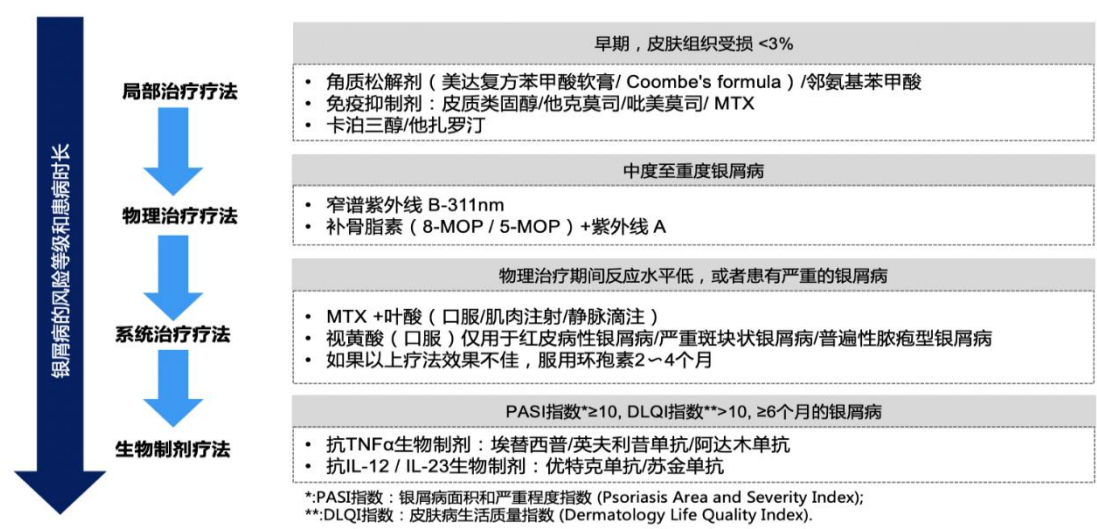 银屑病的风险等级和患病时长
局部治疗疗法
早期，皮肤组织受损 <3%
• 角质松解剂（美达复方苯甲酸软膏/ Coombe's formula）/邻氨基苯甲酸
• 免疫抑制剂：皮质类固醇/他克莫司/吡美莫司/ MTX
• 卡泊三醇/他扎罗汀
物理治疗疗法
中度至重度银屑病
• 窄谱紫外线 B-311nm
• 补骨脂素（8-MOP / 5-MOP）+紫外线 A
系统治疗疗法
物理治疗期间反应水平低，或者患有严重的银屑病
• MTX +叶酸（口服/肌肉注射/静脉滴注）
• 视黄酸（口服）仅用于红皮病性银屑病/严重斑块状银屑病/普遍性脓疱型银屑病
• 如果以上疗法效果不佳，服用环孢素2～4个月
生物制剂疗法
PASI指数*≥10, DLQI指数**>10, ≥6个月的银屑病
• 抗TNFα生物制剂：埃替西普/英夫利昔单抗/阿达木单抗
• 抗IL-12 / IL-23生物制剂：优特克单抗/苏金单抗
*:PASI指数：银屑病面积和严重程度指数 (Psoriasis Area and Severity Index);
**:DLQI指数：皮肤病生活质量指数 (Dermatology Life Quality Index).